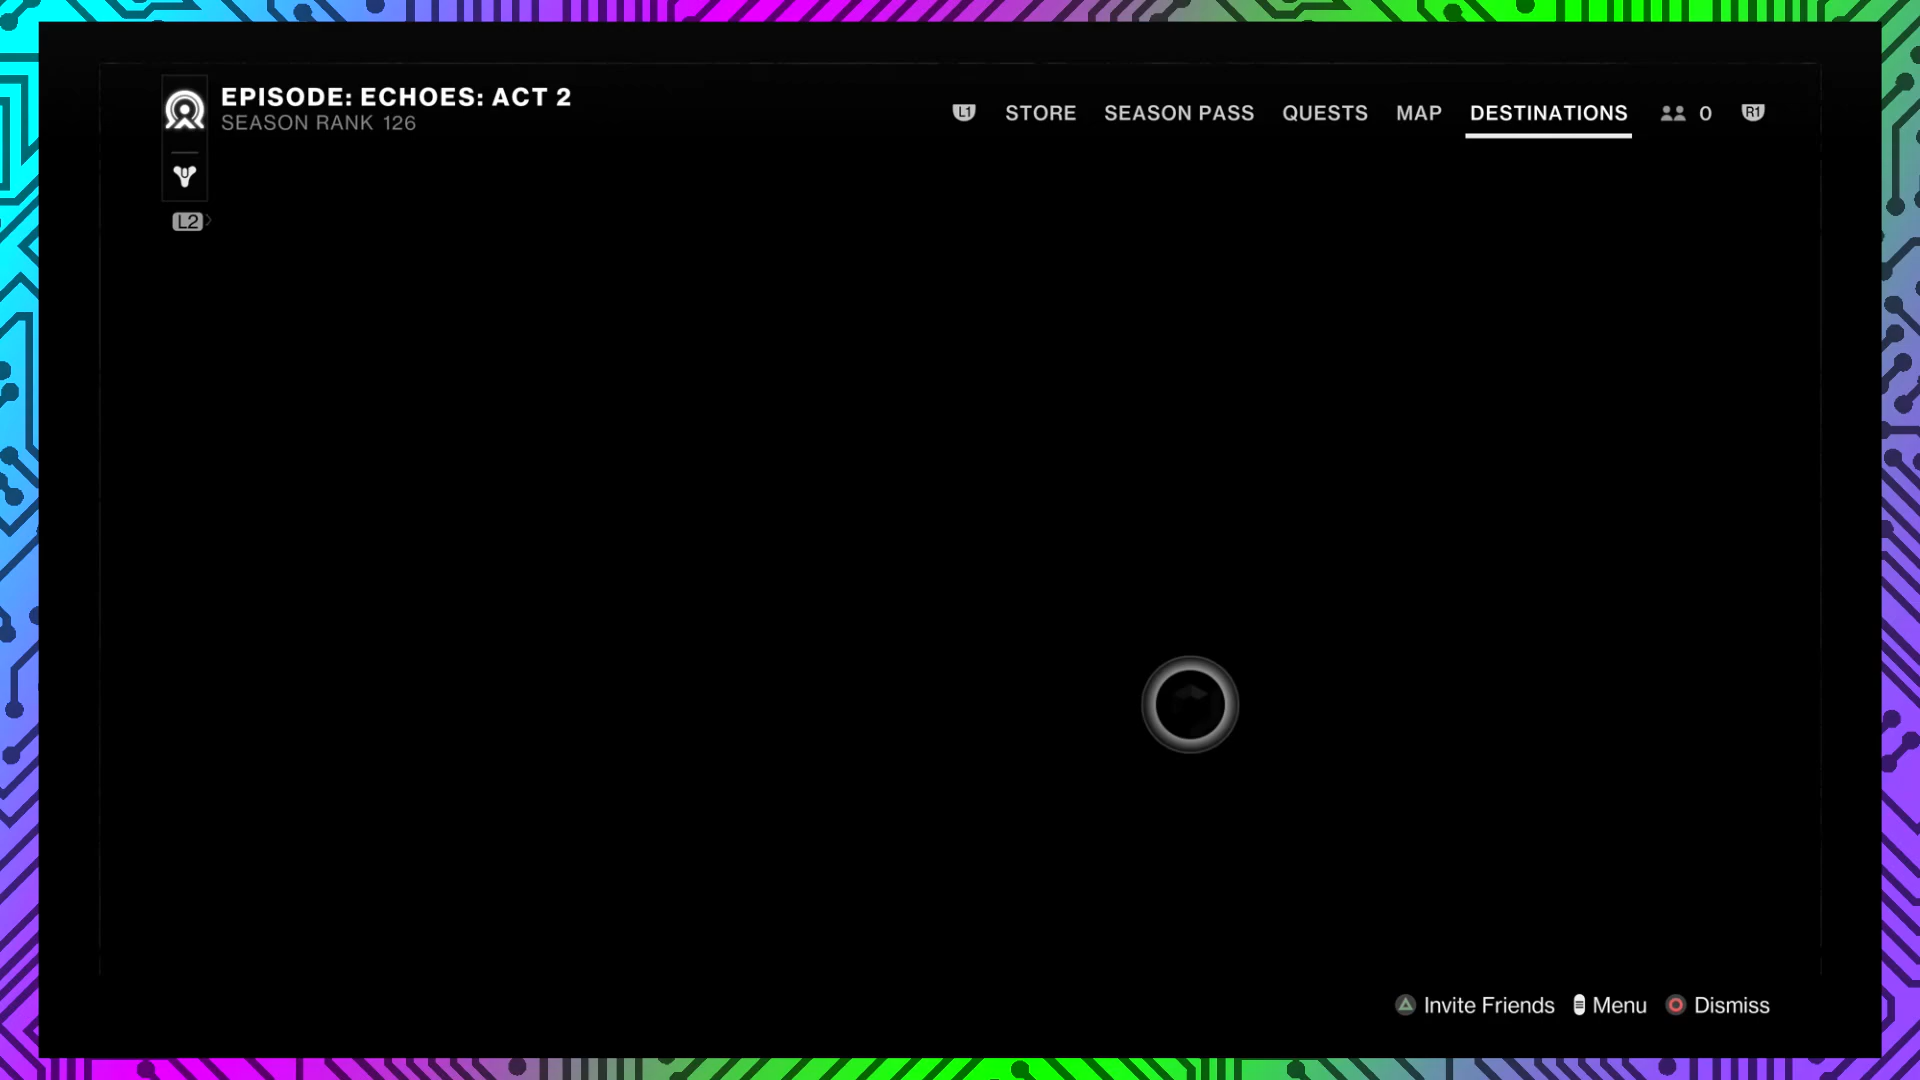 EPISODE: ECHOES: ACT 2
SEASON RANK 126
L2
L1 STORE SEASON PASS QUESTS MAP DESTINATIONS 0 R1
Invite Friends Menu Dismiss